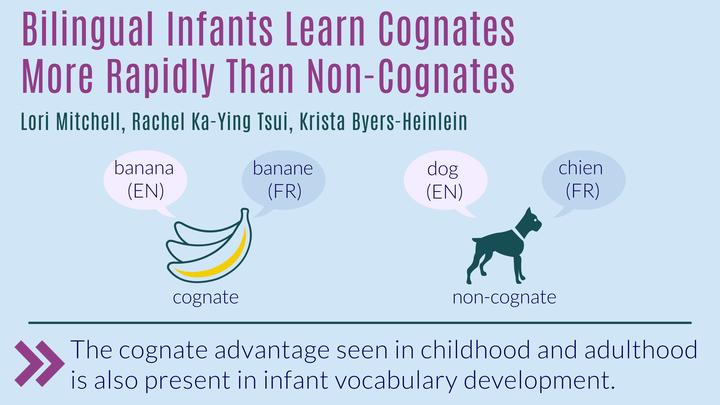 Bilingual Infants Learn Cognates
More Rapidly Than Non-Cognates
Lori Mitchell, Rachel Ka-Ying Tsui, Krista Byers-Heinlein
banana
(EN)
banane
(FR)
dog
(EN)
chien
(FR)
cognate
non-cognate
The cognate advantage seen in childhood and adulthood
is also present in infant vocabulary development.